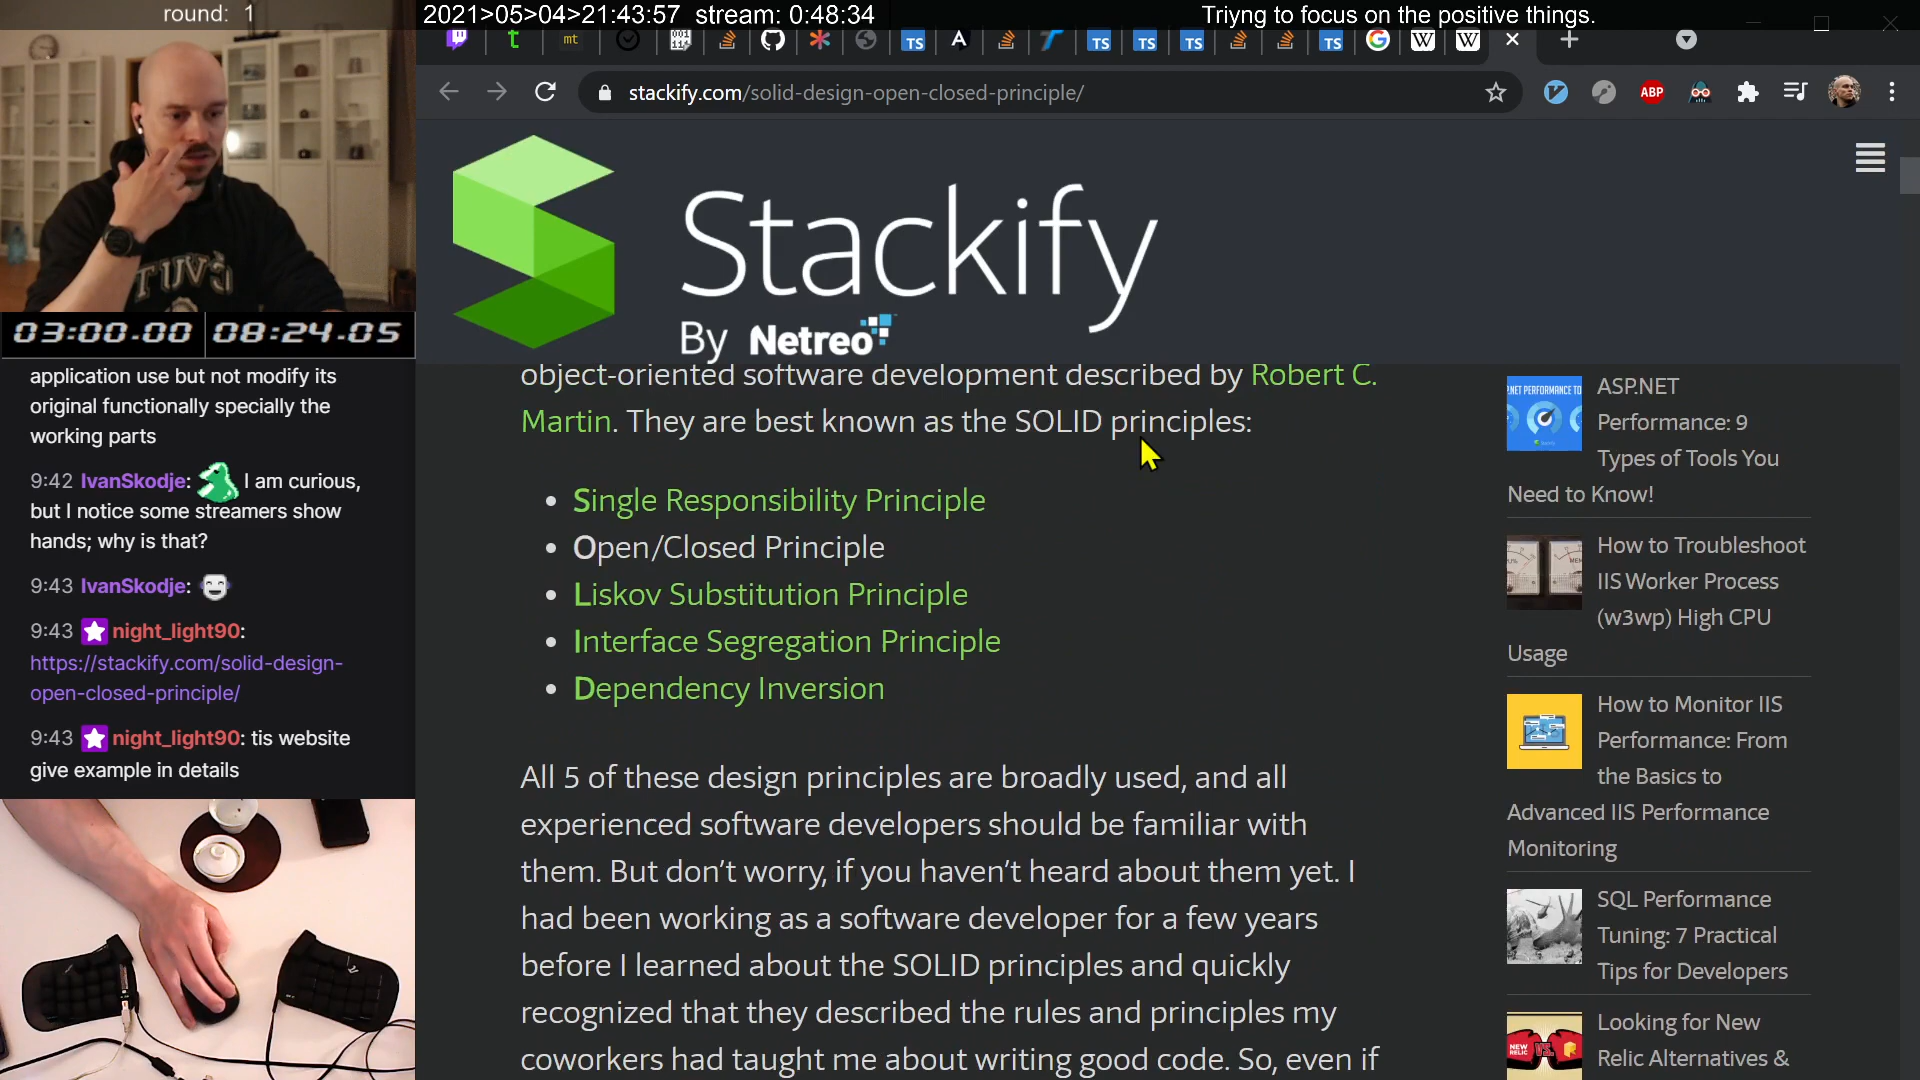 round: 1
2021>05>04>21:43:57 stream: 0:48:34
Triyng to focus on the positive things.
stackify.com/solid-design-open-closed-principle/
ABP
Stackify
By Netreo
03:00.00 08:24.05
application use but not modify its
original functionally specially the
working parts
9:42 IvanSkodje: I am curious,
but I notice some streamers show
hands; why is that?
9:43 IvanSkodje:
9:43 night_light90:
https://stackify.com/solid-design-
open-closed-principle/
9:43 night_light90: tis website
give example in details
object-oriented software development described by Robert C.
Martin. They are best known as the SOLID principles:
• Single Responsibility Principle
• Open/Closed Principle
• Liskov Substitution Principle
• Interface Segregation Principle
• Dependency Inversion
All 5 of these design principles are broadly used, and all
experienced software developers should be familiar with
them. But don't worry, if you haven't heard about them yet. I
had been working as a software developer for a few years
before I learned about the SOLID principles and quickly
recognized that they described the rules and principles my
coworkers had taught me about writing good code. So, even if
ASP.NET
Performance: 9
Types of Tools You
Need to Know!
How to Troubleshoot
IIS Worker Process
(w3wp) High CPU
Usage
How to Monitor IIS
Performance: From
the Basics to
Advanced IIS Performance
Monitoring
SQL Performance
Tuning: 7 Practical
Tips for Developers
Looking for New
Relic Alternatives &